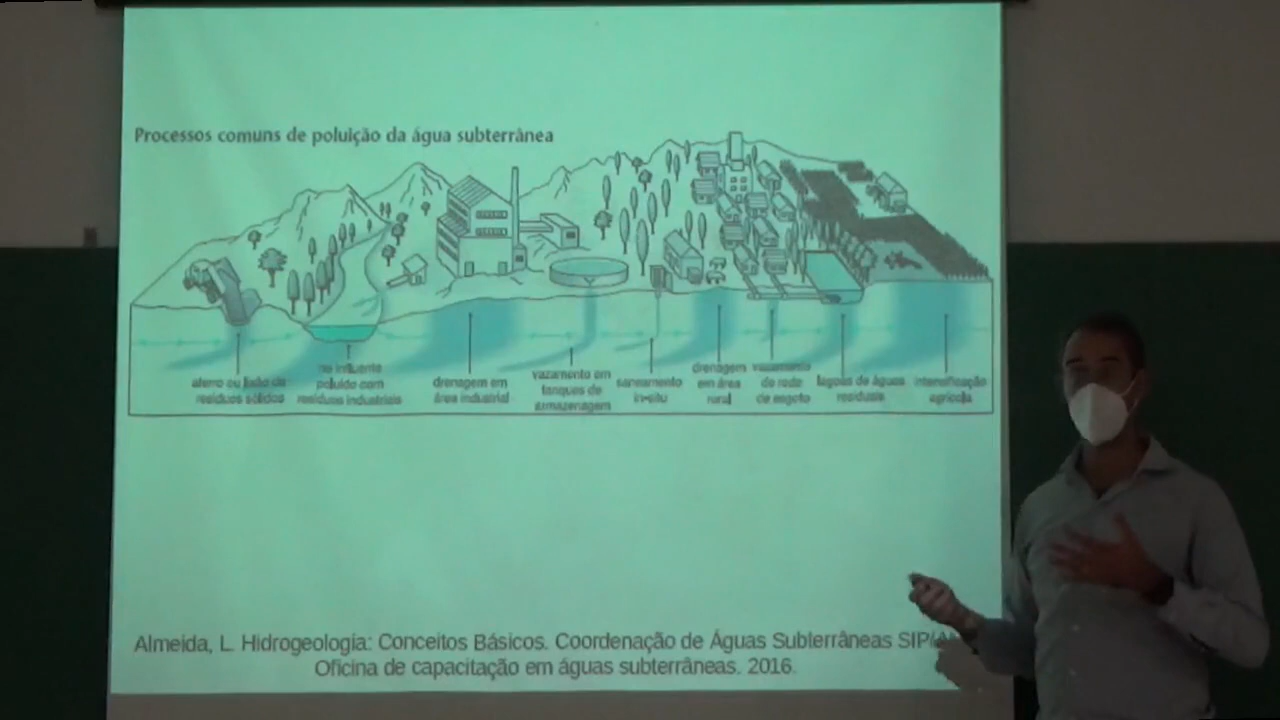 Processos comuns de poluição da água subterrânea
aterro ou lixão de
resíduos sólidos
rio influente
poluído com
resíduos industriais
drenagem em
área industrial
vazamento em
tanques de
armazenagem
saneamento
in-situ
drenagem
em área
rural
vazamento
de rede
de esgoto
lagoas de águas
residuais
intensificação
agrícola
Almeida, L. Hidrogeologia: Conceitos Básicos. Coordenação de Águas Subterrâneas
Oficina de capacitação em águas subterrâneas. 2016.